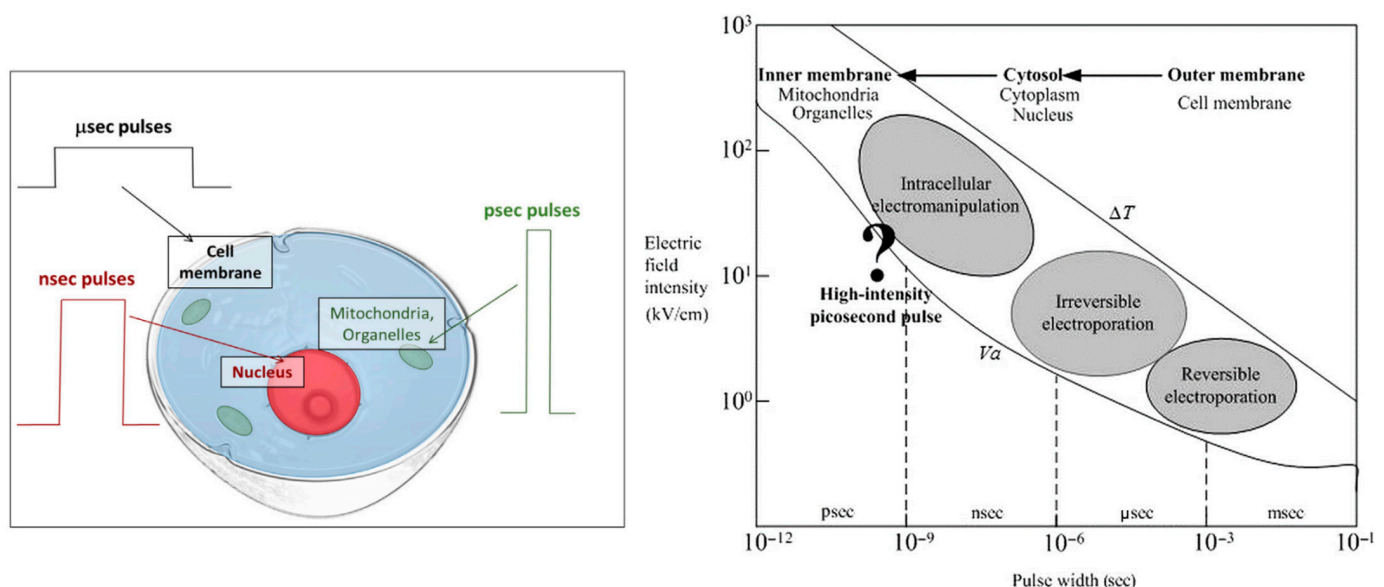 μsec pulses
psec pulses
Cell
membrane
nsec pulses
Mitochondria,
Organelles
Nucleus
10³
10²
10¹
10⁰
Electric
field
intensity
(kV/cm)
Inner membrane
Mitochondria
Organelles
Cytosol
Cytoplasm
Nucleus
Outer membrane
Cell membrane
Intracellular
electromanipulation
ΔT
?
High-intensity
picosecond pulse
Irreversible
electroporation
Va
Reversible
electroporation
psec
nsec
μsec
msec
10⁻¹²
10⁻⁹
10⁻⁶
10⁻³
10⁻¹
Pulse width (sec)